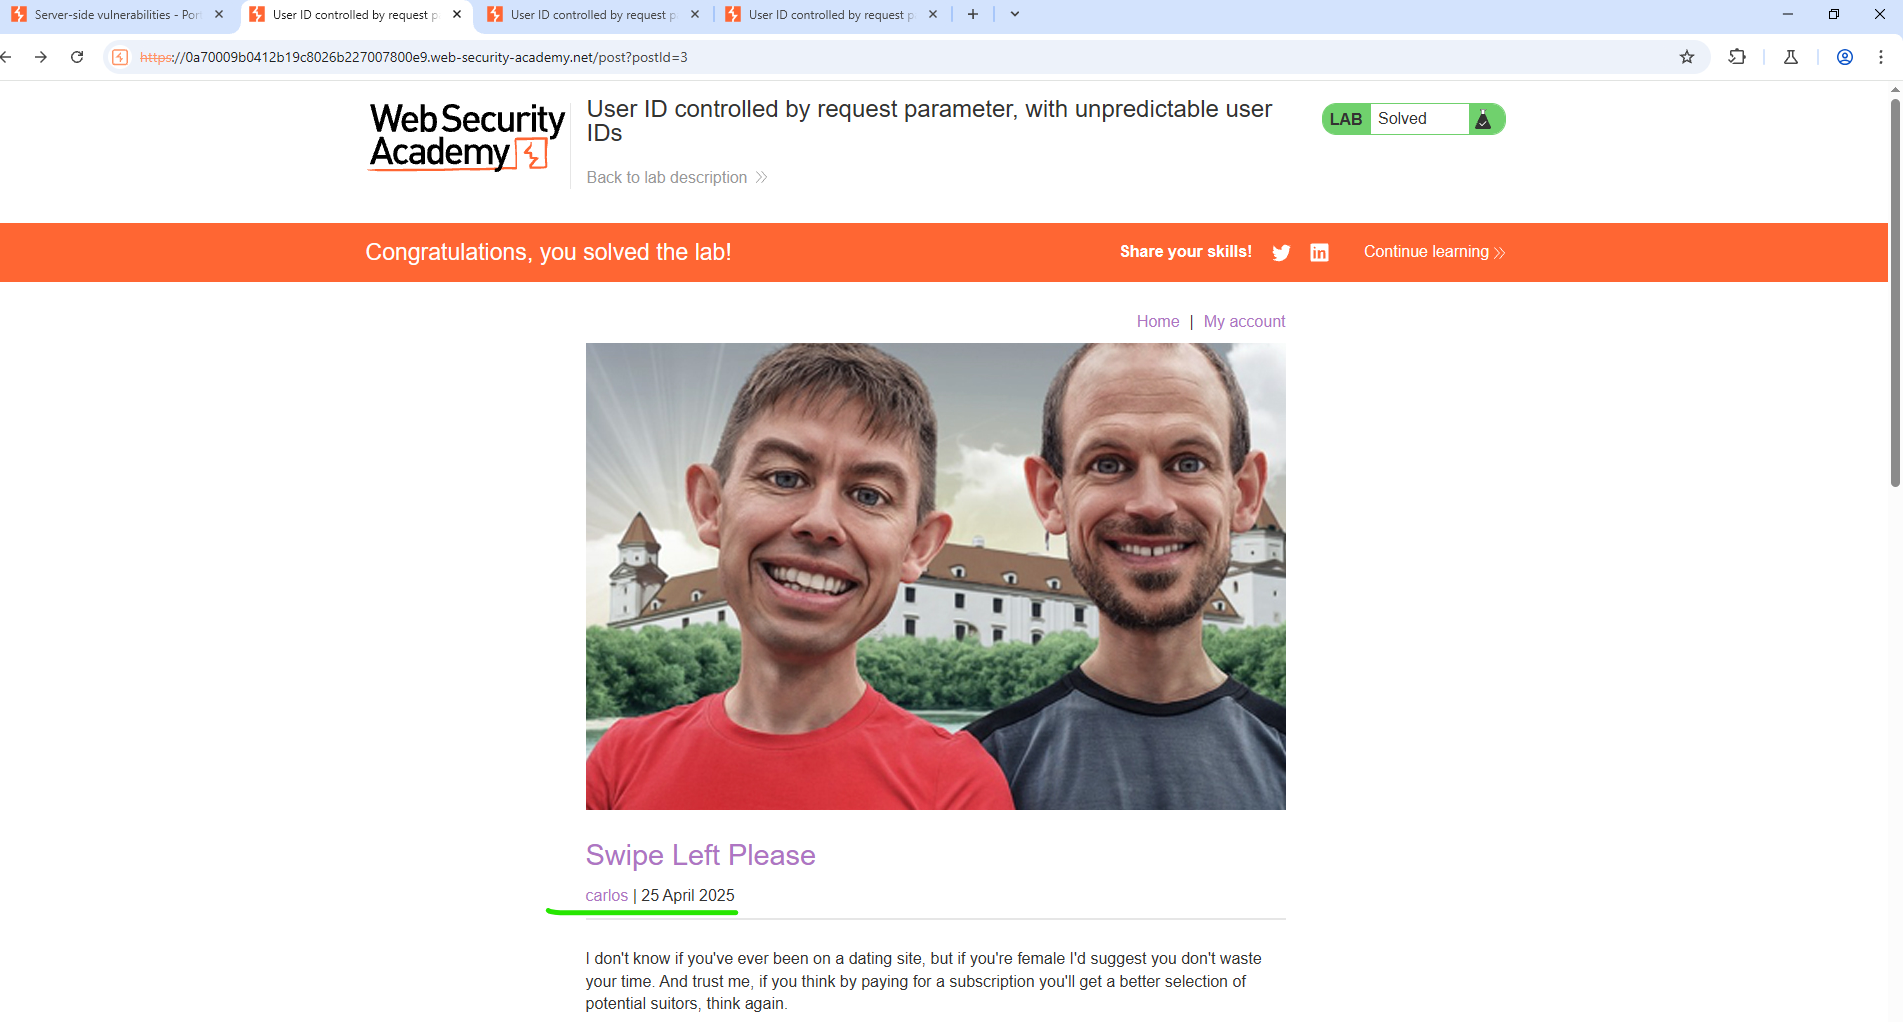 Server-side vulnerabilities - Por
User ID controlled by request p
User ID controlled by request p
User ID controlled by request p
https://0a70009b0412b19c8026b227007800e9.web-security-academy.net/post?postId=3
Web Security
Academy
User ID controlled by request parameter, with unpredictable user
IDs
Back to lab description
LAB Solved
Congratulations, you solved the lab!
Share your skills!
Continue learning
Home | My account
Swipe Left Please
carlos | 25 April 2025
I don't know if you've ever been on a dating site, but if you're female I'd suggest you don't waste
your time. And trust me, if you think by paying for a subscription you'll get a better selection of
potential suitors, think again.